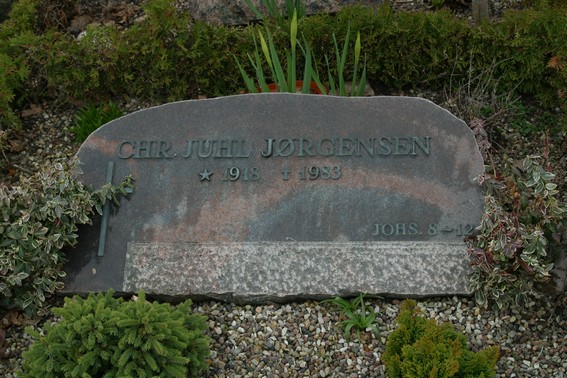 CHR. JUHL JØRGENSEN
★ 1918 ✝ 1983
JOHS. 8-12